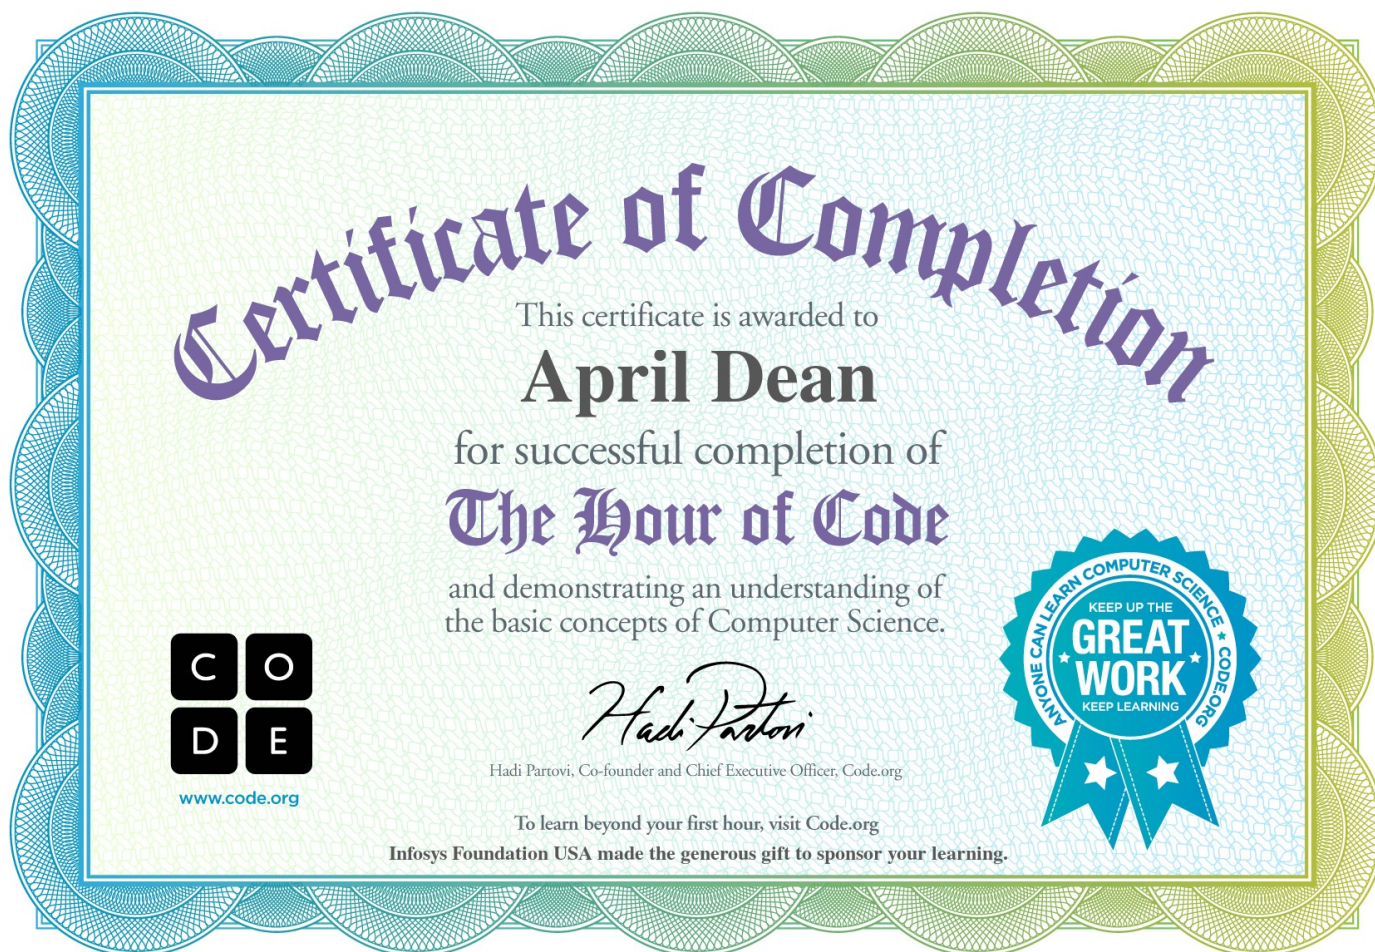 Certificate of Completion
This certificate is awarded to
April Dean
for successful completion of
The Hour of Code
and demonstrating an understanding of
the basic concepts of Computer Science.
C O
D E
www.code.org
Hadi Partovi
Hadi Partovi, Co-founder and Chief Executive Officer, Code.org
To learn beyond your first hour, visit Code.org
Infosys Foundation USA made the generous gift to sponsor your learning.
ANYONE CAN LEARN COMPUTER SCIENCE ★ CODE.ORG
KEEP UP THE
GREAT
WORK
KEEP LEARNING